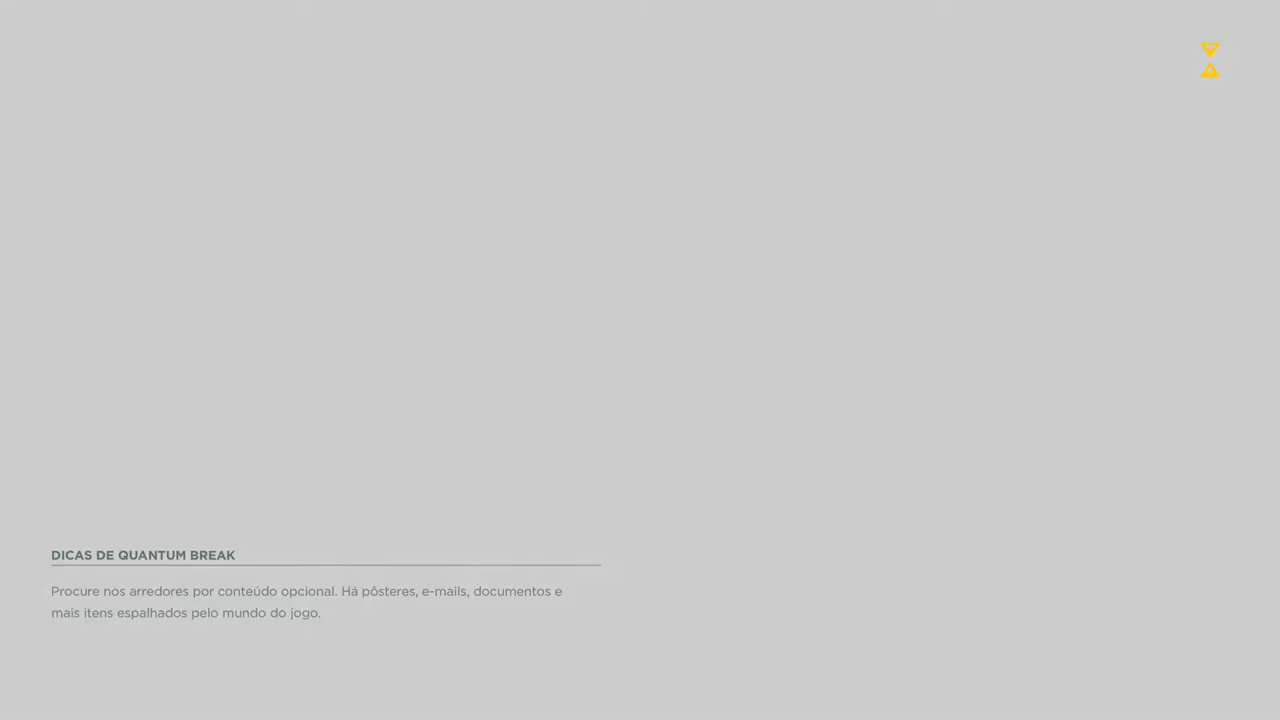 DICAS DE QUANTUM BREAK
Procure nos arredores por conteúdo opcional. Há pôsteres, e-mails, documentos e
mais itens espalhados pelo mundo do jogo.